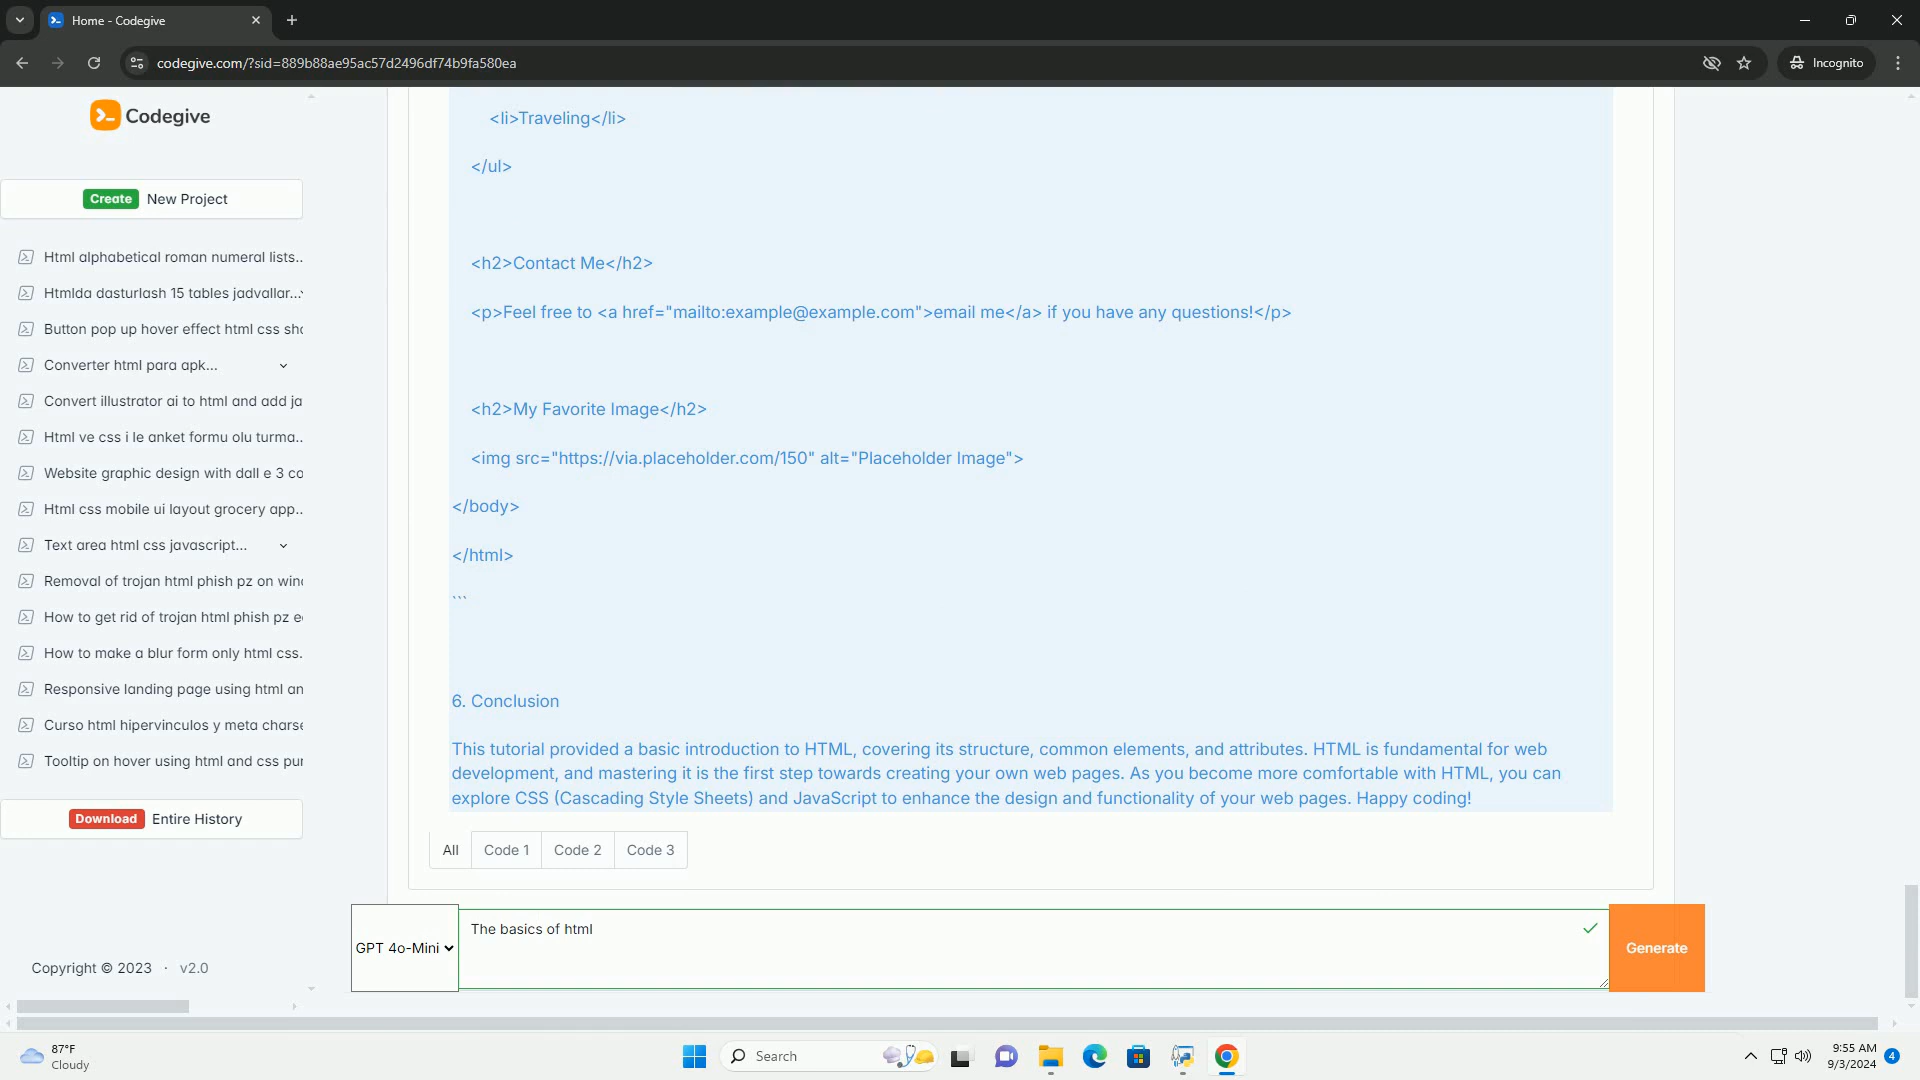 Home - Codegive
codegive.com/?sid=889b88ae95ac57d2496df74b9fa580ea
Incognito
Codegive
Create New Project
Html alphabetical roman numeral lists..
Htmlda dasturlash 15 tables jadvallar...
Button pop up hover effect html css sho
Converter html para apk...
Convert illustrator ai to html and add ja
Html ve css i le anket formu olu turma..
Website graphic design with dall e 3 co
Html css mobile ui layout grocery app..
Text area html css javascript...
Removal of trojan html phish pz on wind
How to get rid of trojan html phish pz e
How to make a blur form only html css.
Responsive landing page using html an
Curso html hipervinculos y meta charse
Tooltip on hover using html and css pur
Download Entire History
Copyright © 2023 · v2.0
<li>Traveling</li>
</ul>
<h2>Contact Me</h2>
<p>Feel free to <a href="mailto:example@example.com">email me</a> if you have any questions!</p>
<h2>My Favorite Image</h2>
<img src="https://via.placeholder.com/150" alt="Placeholder Image">
</body>
</html>
```
6. Conclusion
This tutorial provided a basic introduction to HTML, covering its structure, common elements, and attributes. HTML is fundamental for web
development, and mastering it is the first step towards creating your own web pages. As you become more comfortable with HTML, you can
explore CSS (Cascading Style Sheets) and JavaScript to enhance the design and functionality of your web pages. Happy coding!
All Code 1 Code 2 Code 3
GPT 4o-Mini
The basics of html
Generate
87°F
Cloudy
Search
9:55 AM
9/3/2024
4